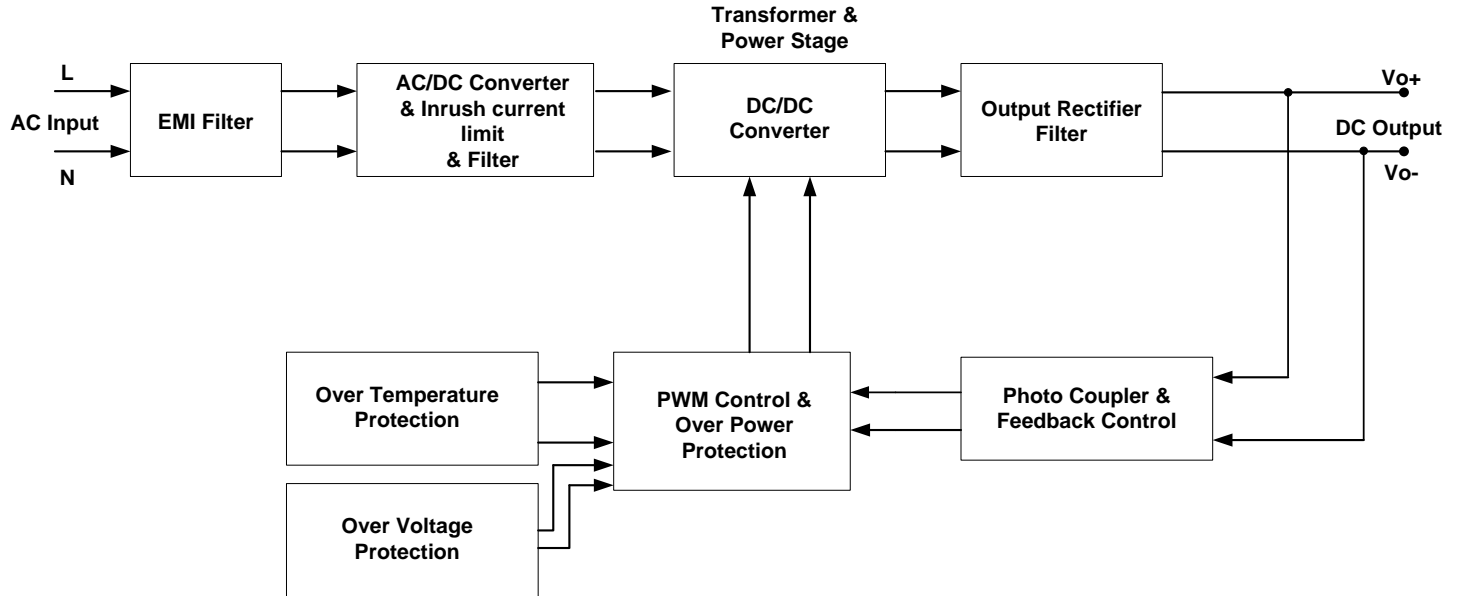 Transformer &
Power Stage
L
AC Input
N
EMI Filter
AC/DC Converter
& Inrush current
limit
& Filter
DC/DC
Converter
Output Rectifier
Filter
Vo+
DC Output
Vo-
Over Temperature
Protection
PWM Control &
Over Power
Protection
Photo Coupler &
Feedback Control
Over Voltage
Protection